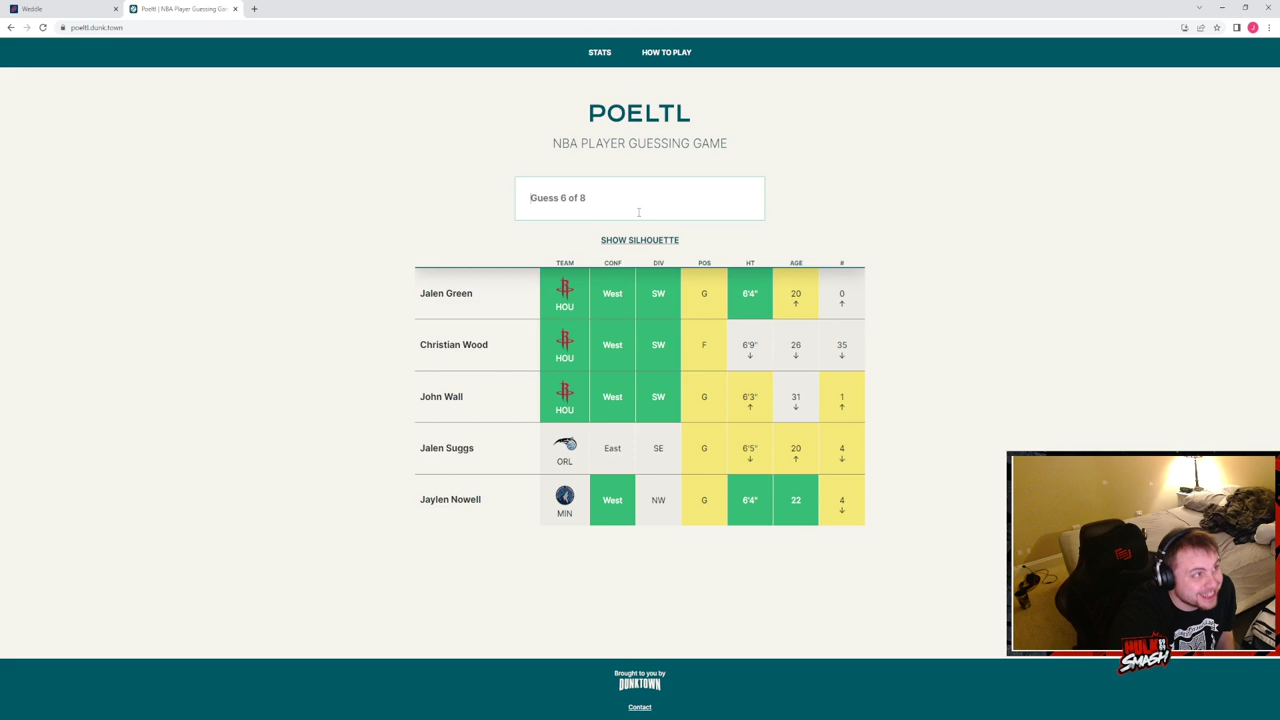 Weddle
Poeltl | NBA Player Guessing Ga
poeltl.dunk.town
J
STATS
HOW TO PLAY
POELTL
NBA PLAYER GUESSING GAME
Guess 6 of 8
SHOW SILHOUETTE
TEAM CONF DIV POS HT AGE #
Jalen Green HOU West SW G 6'4" 20 ↑ 0 ↑
Christian Wood HOU West SW F 6'9" ↓ 26 ↓ 35 ↓
John Wall HOU West SW G 6'3" ↑ 31 ↓ 1 ↑
Jalen Suggs ORL East SE G 6'5" ↓ 20 ↑ 4 ↓
Jaylen Nowell MIN West NW G 6'4" 22 4 ↓
HULK
SMASH
Brought to you by
DUNKTOWN
Contact